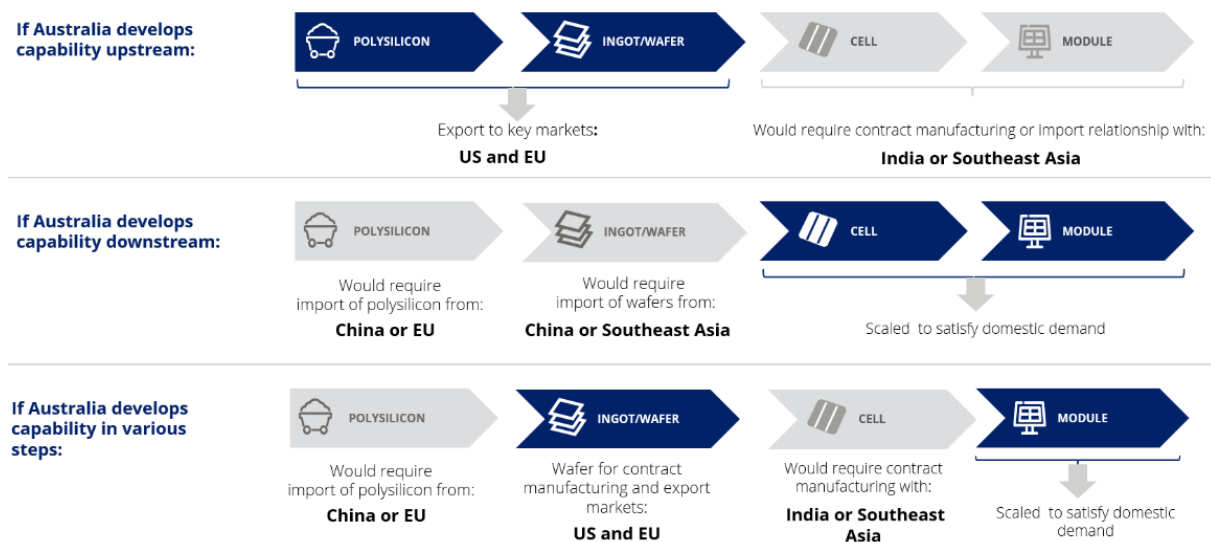 If Australia develops
capability upstream:
POLYSILICON
INGOT/WAFER
CELL
MODULE
Export to key markets:
US and EU
Would require contract manufacturing or import relationship with:
India or Southeast Asia
If Australia develops
capability downstream:
POLYSILICON
INGOT/WAFER
CELL
MODULE
Would require
import of polysilicon from:
China or EU
Would require
import of wafers from:
China or Southeast Asia
Scaled to satisfy domestic demand
If Australia develops
capability in various
steps:
POLYSILICON
INGOT/WAFER
CELL
MODULE
Would require
import of polysilicon from:
China or EU
Wafer for contract
manufacturing and export
markets:
US and EU
Would require contract
manufacturing with:
India or Southeast
Asia
Scaled to satisfy domestic
demand